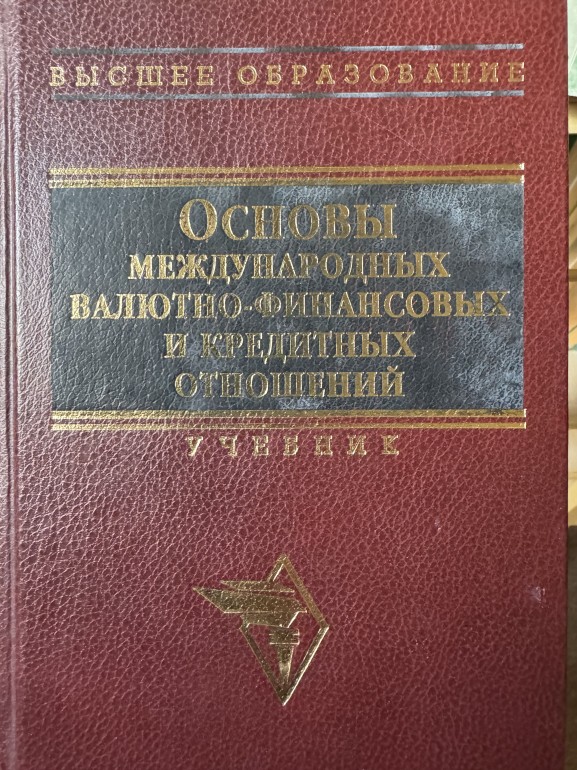 ВЫСШЕЕ ОБРАЗОВАНИЕ
ОСНОВЫ
МЕЖДУНАРОДНЫХ
ВАЛЮТНО-ФИНАНСОВЫХ
И КРЕДИТНЫХ
ОТНОШЕНИЙ
УЧЕБНИК